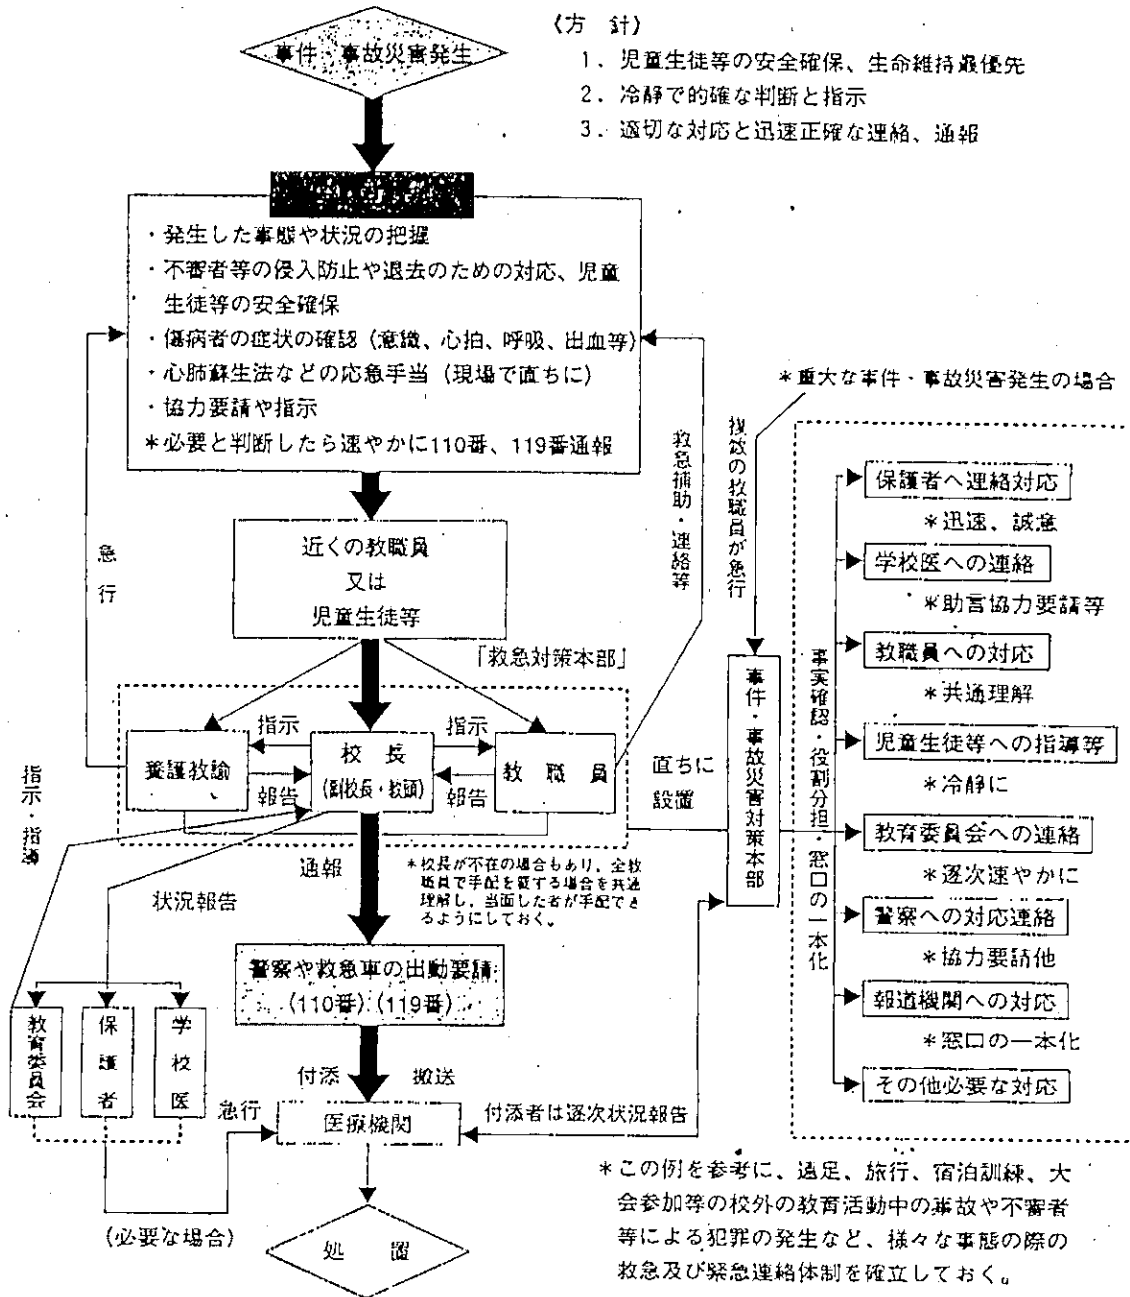 事件・事故災害発生
《方　針》
1．児童生徒等の安全確保、生命維持最優先
2．冷静で的確な判断と指示
3．適切な対応と迅速正確な連絡、通報
・発生した事態や状況の把握
・不審者等の侵入防止や退去のための対応、児童
生徒等の安全確保
・傷病者の症状の確認（意識、心拍、呼吸、出血等）
・心肺蘇生法などの応急手当（現場で直ちに）
・協力要請や指示
＊必要と判断したら速やかに110番、119番通報
急行
救急補助・連絡等
＊重大な事件・事故災害発生の場合
複数の教職員が急行
近くの教職員
又は
児童生徒等
「救急対策本部」
養護教諭
指示
報告
校　長
（副校長・教頭）
指示
報告
教　職　員
直ちに
設置
事件・事故災害対策本部
事実確認・役割分担・窓口の一本化
保護者へ連絡対応
＊迅速、誠意
学校医への連絡
＊助言協力要請等
教職員への対応
＊共通理解
児童生徒等への指導等
＊冷静に
教育委員会への連絡
＊逐次速やかに
警察への対応連絡
＊協力要請他
報道機関への対応
＊窓口の一本化
その他必要な対応
指示・指導
状況報告
通報
＊校長が不在の場合もあり、全教
職員で手配を要する場合を共通
理解し、当面した者が手配でき
るようにしておく。
警察や救急車の出動要請
（110番）（119番）
教育委員会
保護者
学校医
付添
搬送
急行
医療機関
付添者は逐次状況報告
（必要な場合）
処　置
＊この例を参考に、遠足、旅行、宿泊訓練、大
会参加等の校外の教育活動中の事故や不審者
等による犯罪の発生など、様々な事態の際の
救急及び緊急連絡体制を確立しておく。